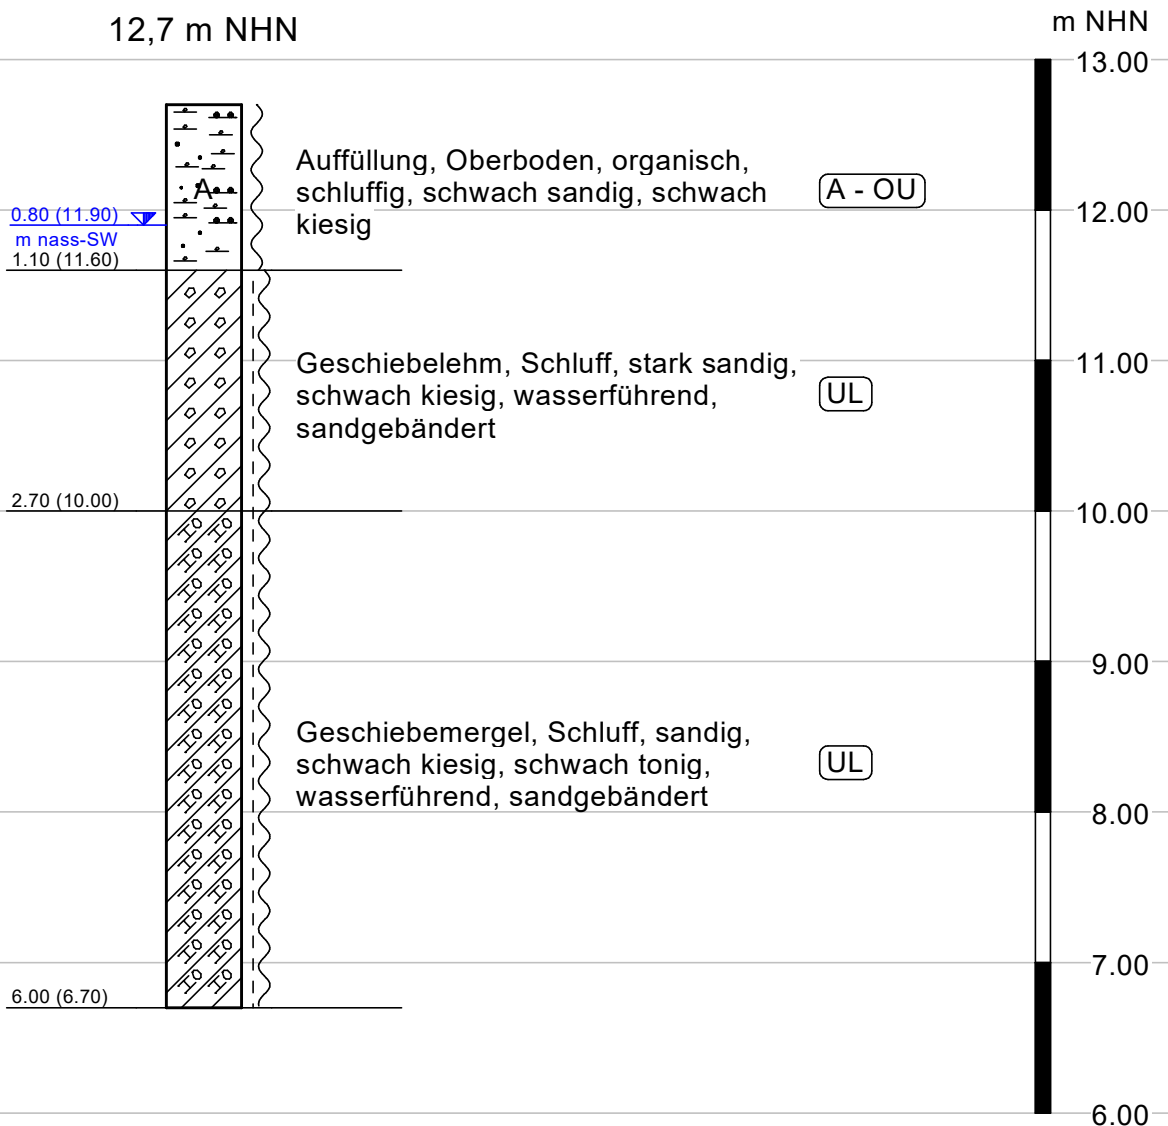 12,7 m NHN
m NHN
13.00
Auffüllung, Oberboden, organisch,
schluffig, schwach sandig, schwach
kiesig
A - OU
A
12.00
0.80 (11.90)
m nass-SW
1.10 (11.60)
11.00
Geschiebelehm, Schluff, stark sandig,
schwach kiesig, wasserführend,
sandgebändert
UL
2.70 (10.00)
10.00
9.00
Geschiebemergel, Schluff, sandig,
schwach kiesig, schwach tonig,
wasserführend, sandgebändert
UL
8.00
7.00
6.00 (6.70)
6.00